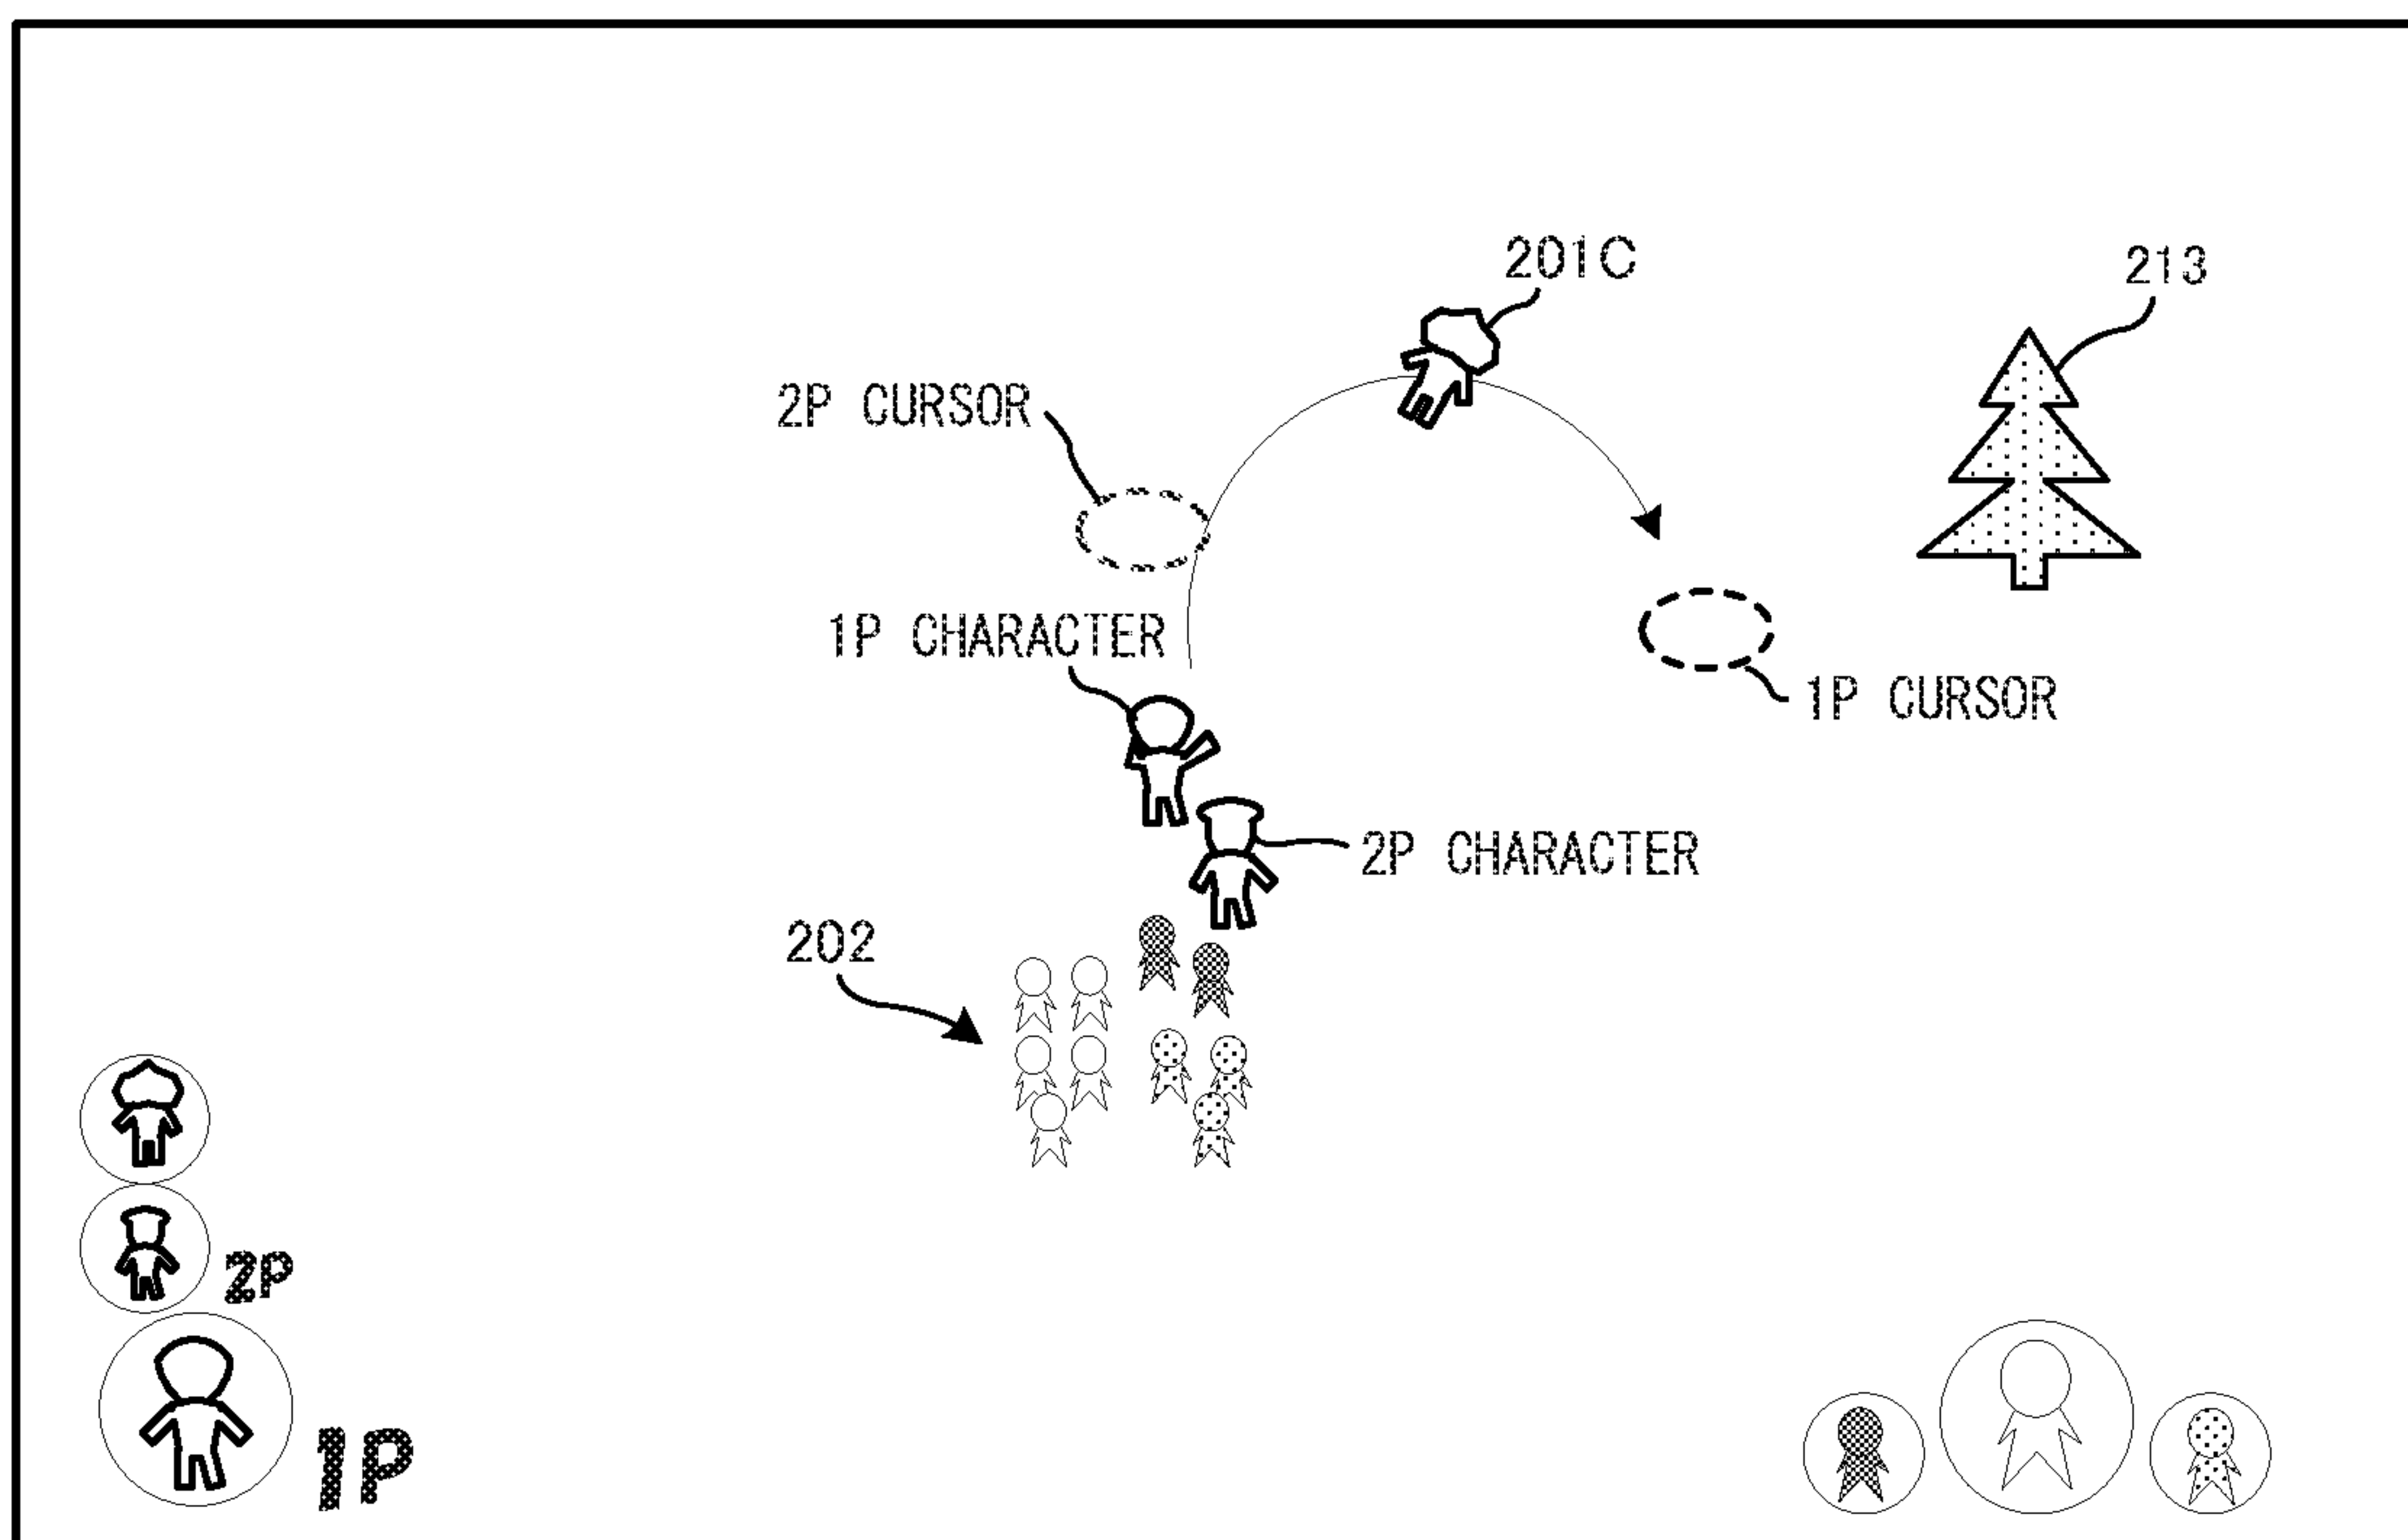 201C
213
2P CURSOR
1P CHARACTER
1P CURSOR
2P CHARACTER
202
2P
1P